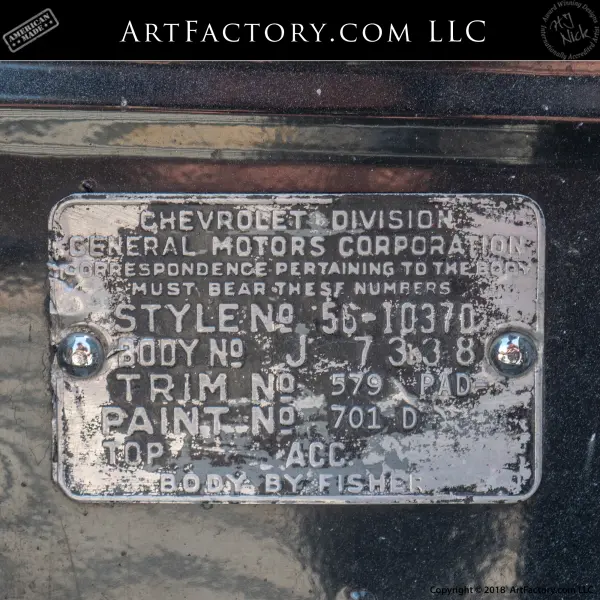 AMERICAN MADE
ARTFACTORY.COM LLC
CHEVROLET DIVISION
GENERAL MOTORS CORPORATION
CORRESPONDENCE PERTAINING TO THE BODY
MUST BEAR THESE NUMBERS
STYLE No 56-1037D
BODY No J 7338
TRIM No 579 PAD
PAINT No 701 D
TOP ACC.
BODY BY FISHER
Copyright © 2018 ArtFactory.com LLC